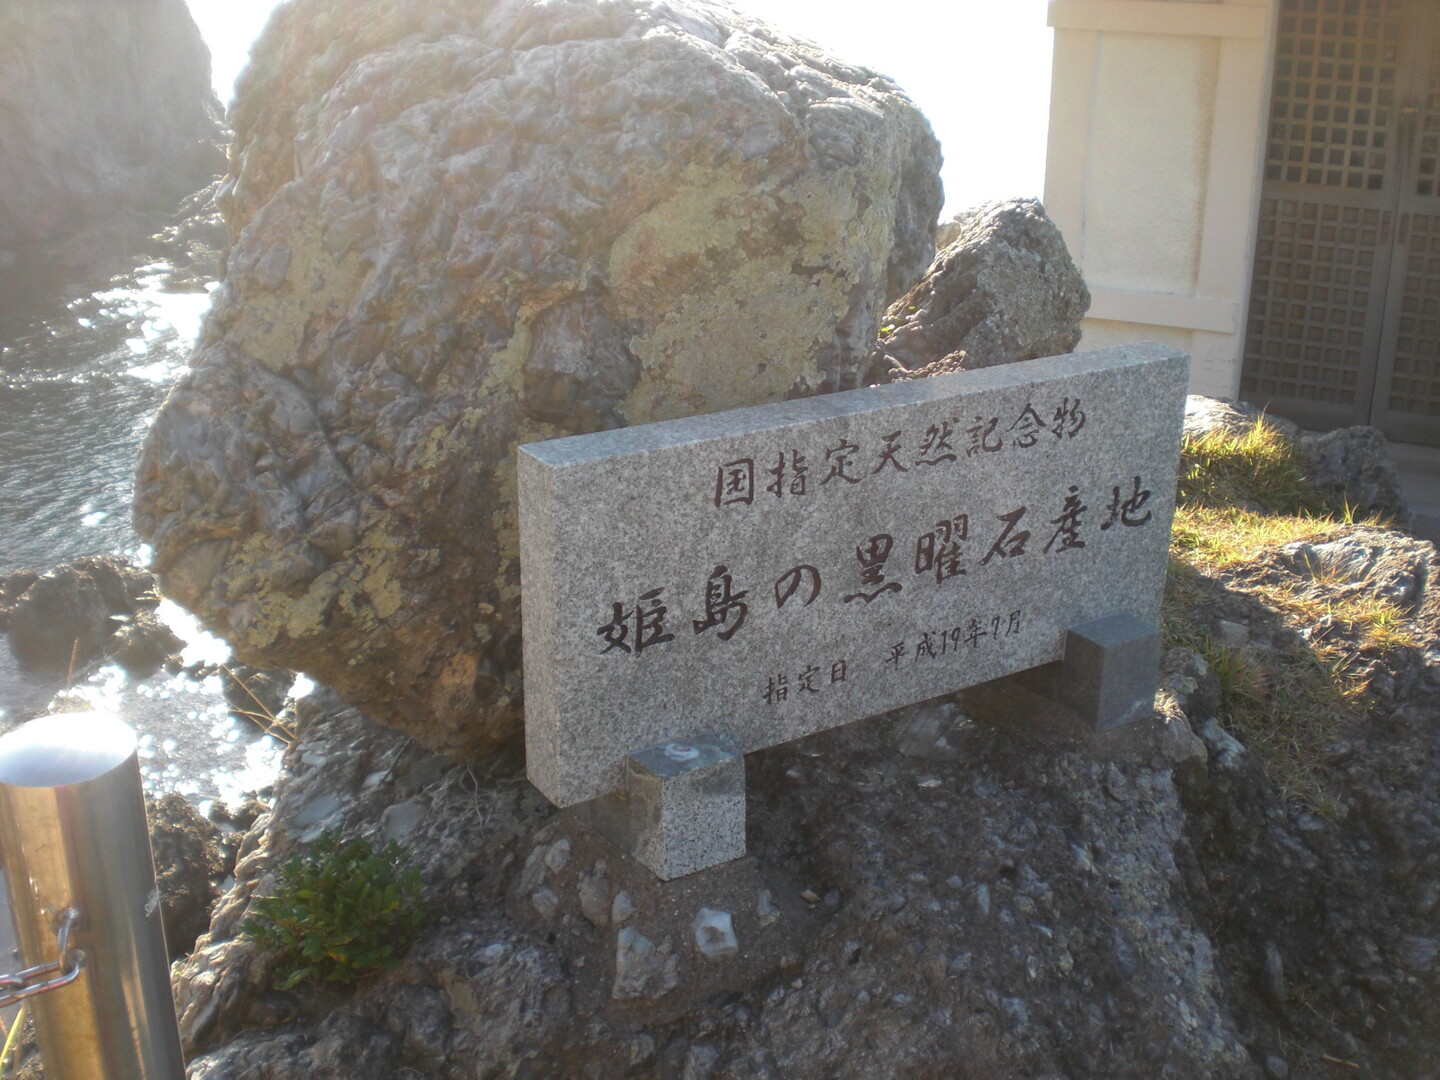 国指定天然記念物
姫島の黒曜石産地
指定日 平成19年7月